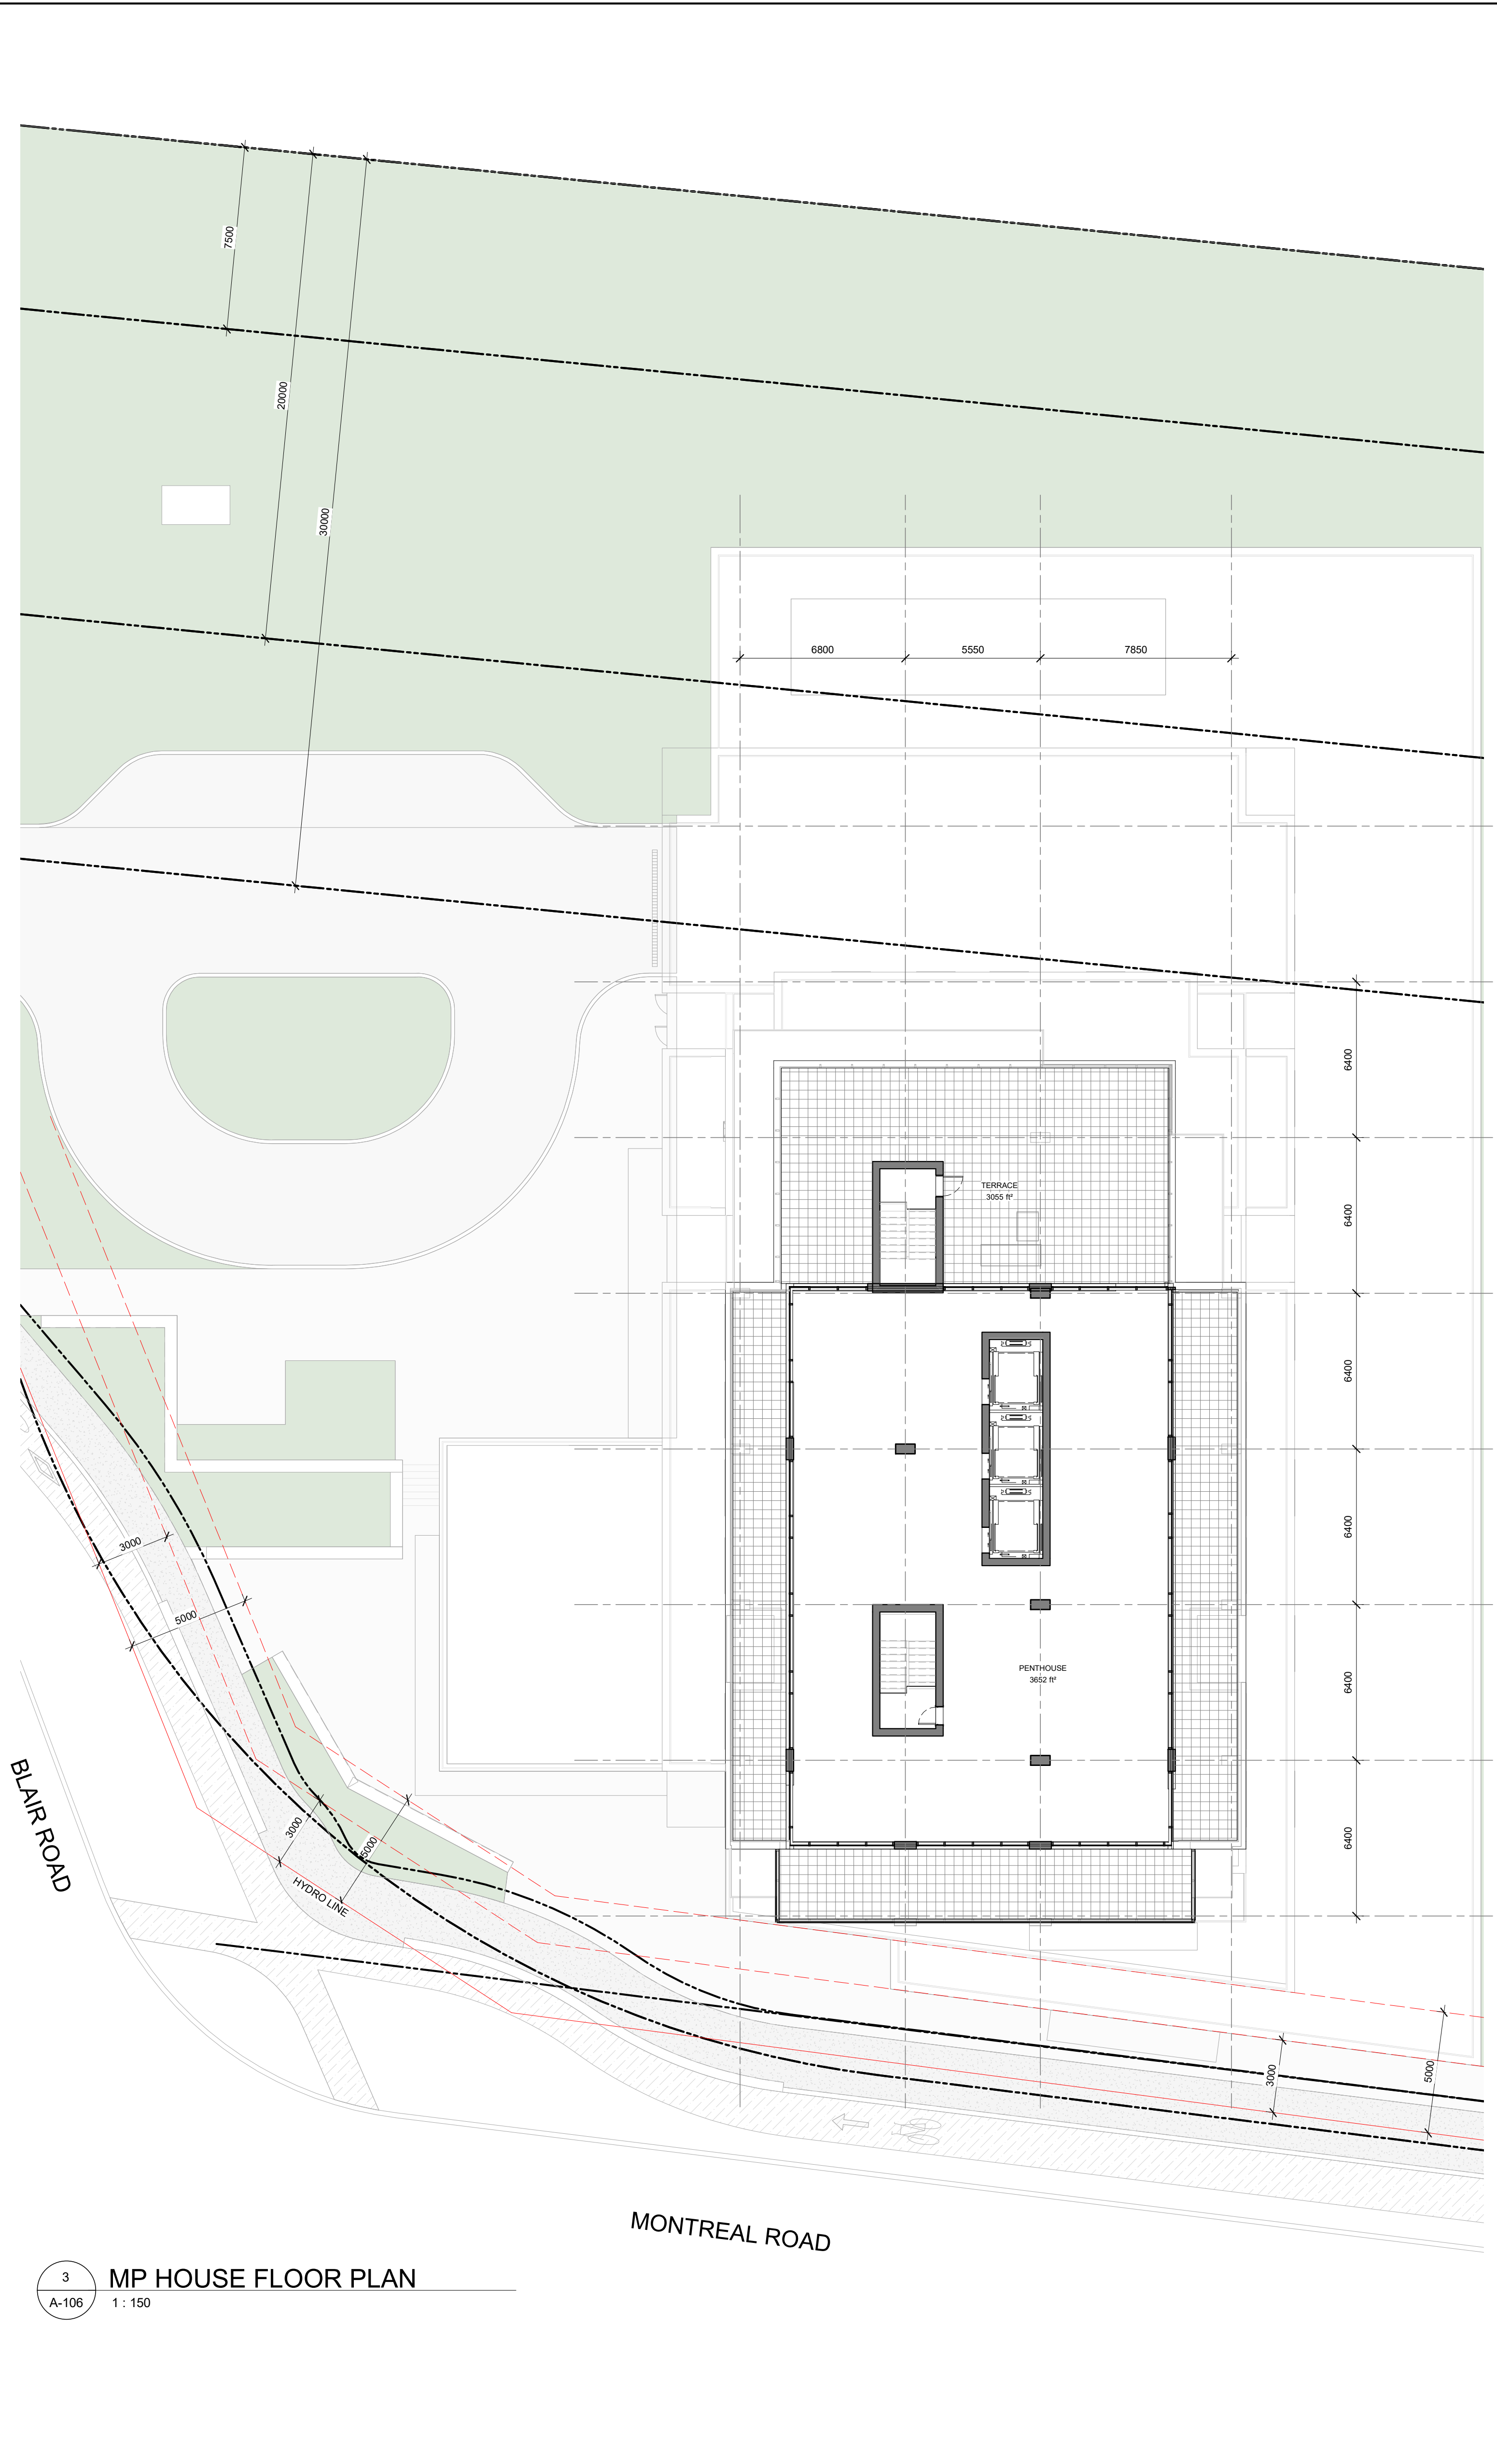 7500
20000
30000
6800
5550
7850
6400
TERRACE
3055 ft²
6400
6400
6400
3000
5000
PENTHOUSE
3652 ft²
6400
BLAIR ROAD
3000
5000
6400
HYDRO LINE
3000
5000
MONTREAL ROAD
3
A-106
MP HOUSE FLOOR PLAN
1 : 150